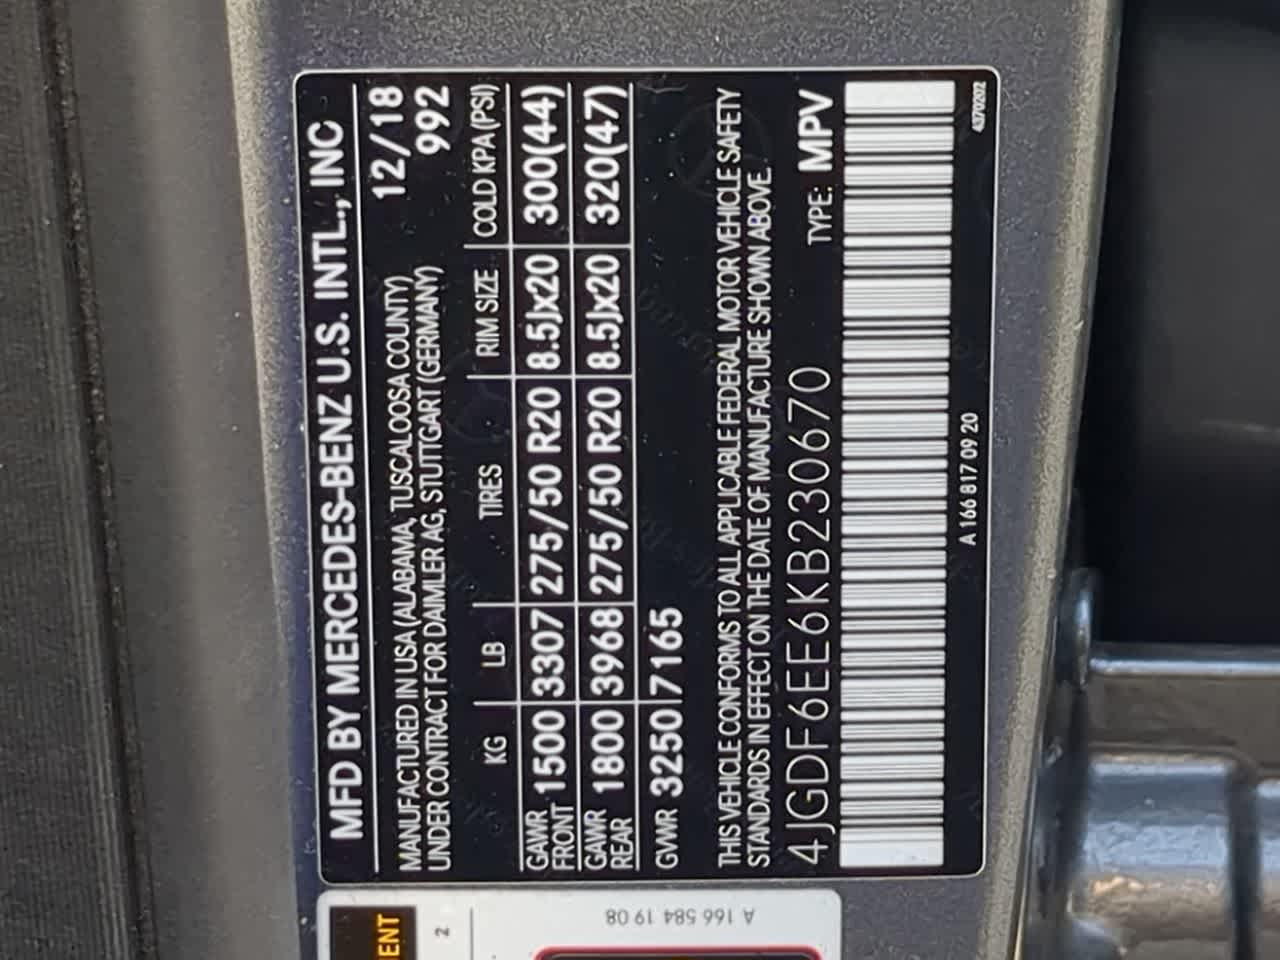 MFD BY MERCEDES-BENZ U.S. INTL., INC
12/18
MANUFACTURED IN USA (ALABAMA, TUSCALOOSA COUNTY)
UNDER CONTRACT FOR DAIMLER AG, STUTTGART (GERMANY)
992
KG LB TIRES RIM SIZE COLD KPA (PSI)
GAWR FRONT 1500 3307 275/50 R20 8.5Jx20 300(44)
GAWR REAR 1800 3968 275/50 R20 8.5Jx20 320(47)
GVWR 3250 7165
THIS VEHICLE CONFORMS TO ALL APPLICABLE FEDERAL MOTOR VEHICLE SAFETY
STANDARDS IN EFFECT ON THE DATE OF MANUFACTURE SHOWN ABOVE.
4JGDF6EE6KB230670 TYPE: MPV
A 166 817 09 20
4370202
ENT
2
A 166 584 19 08